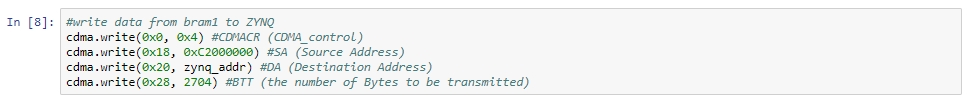 In [8]: #write data from bram1 to ZYNQ
cdma.write(0x0, 0x4) #CDMACR (CDMA_control)
cdma.write(0x18, 0xC2000000) #SA (Source Address)
cdma.write(0x20, zynq_addr) #DA (Destination Address)
cdma.write(0x28, 2704) #BTT (the number of Bytes to be transmitted)